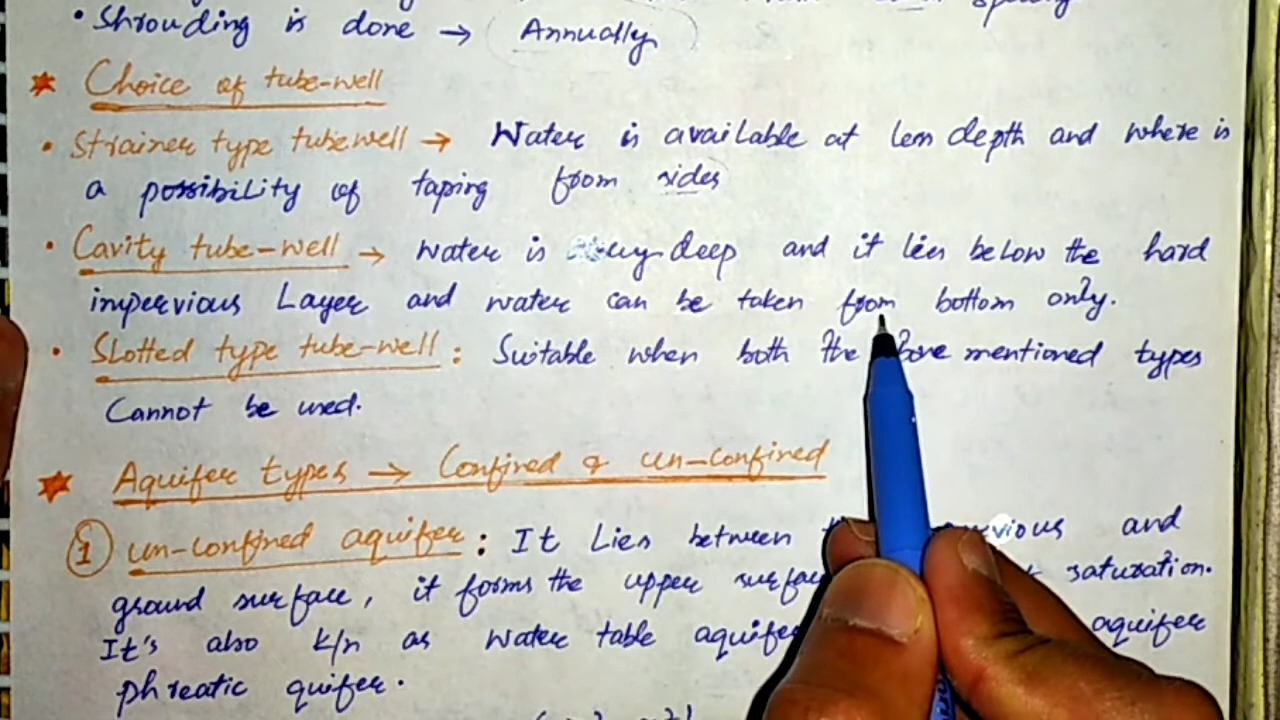 • Shrouding is done → (Annually)
★ Choice of tube-well
• Strainer type tubewell → Water is available at less depth and where is
a possibility of taping from sides
• Cavity tube-well → water is very deep and it lies below the hard
impervious Layer and water can be taken from bottom only.
• Slotted type tube-well : Suitable when both the above mentioned types
Cannot be used.
★ Aquifer types → Confined & un-confined
① un-confined aquifer : It Lies between and
ground surface, it forms the upper saturation.
It's also k/n as water table aquifer
phreatic quifer.